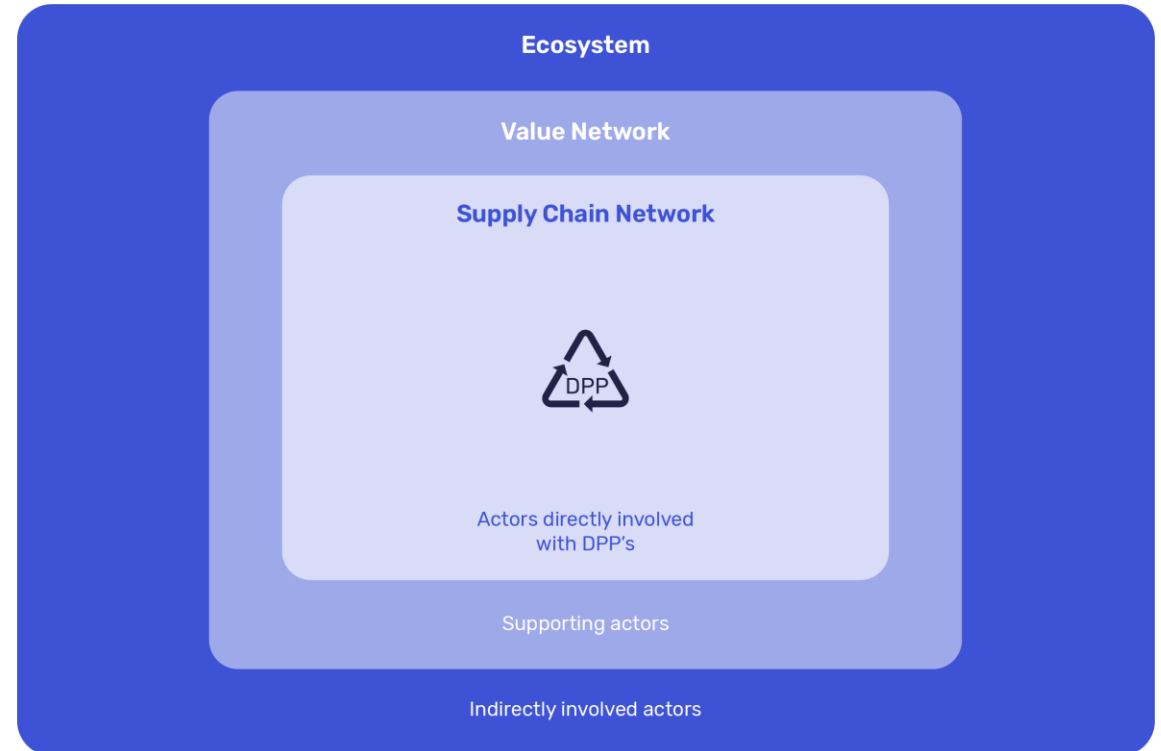 Ecosystem
Value Network
Supply Chain Network
DPP
Actors directly involved
with DPP's
Supporting actors
Indirectly involved actors